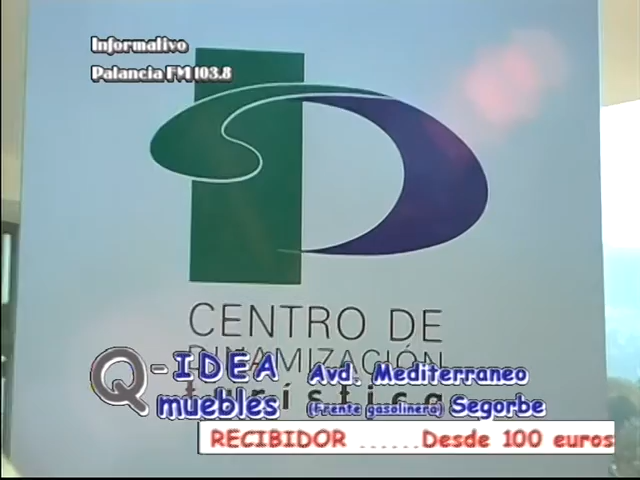 Informativo
Palancia FM 103.8
CENTRO DE
DINAMIZACIÓN
turística
Q-IDEA
muebles
Avd. Mediterraneo
(Frente gasolinera) Segorbe
RECIBIDOR ...... Desde 100 euros